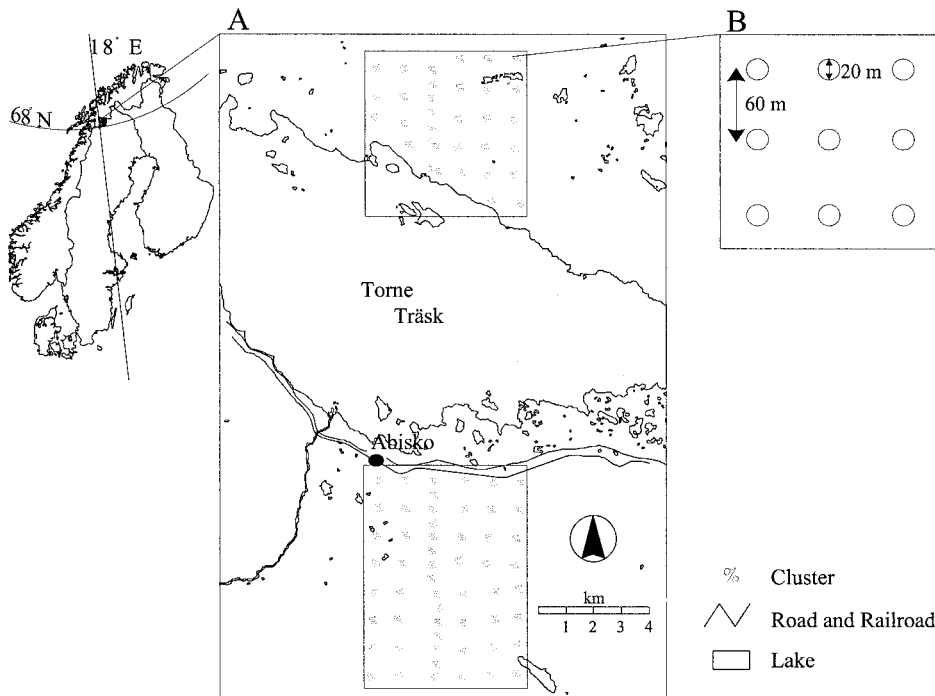 A
B
18° E
68° N
20 m
60 m
Torne
Träsk
Abisko
km
1 2 3 4
Cluster
Road and Railroad
Lake